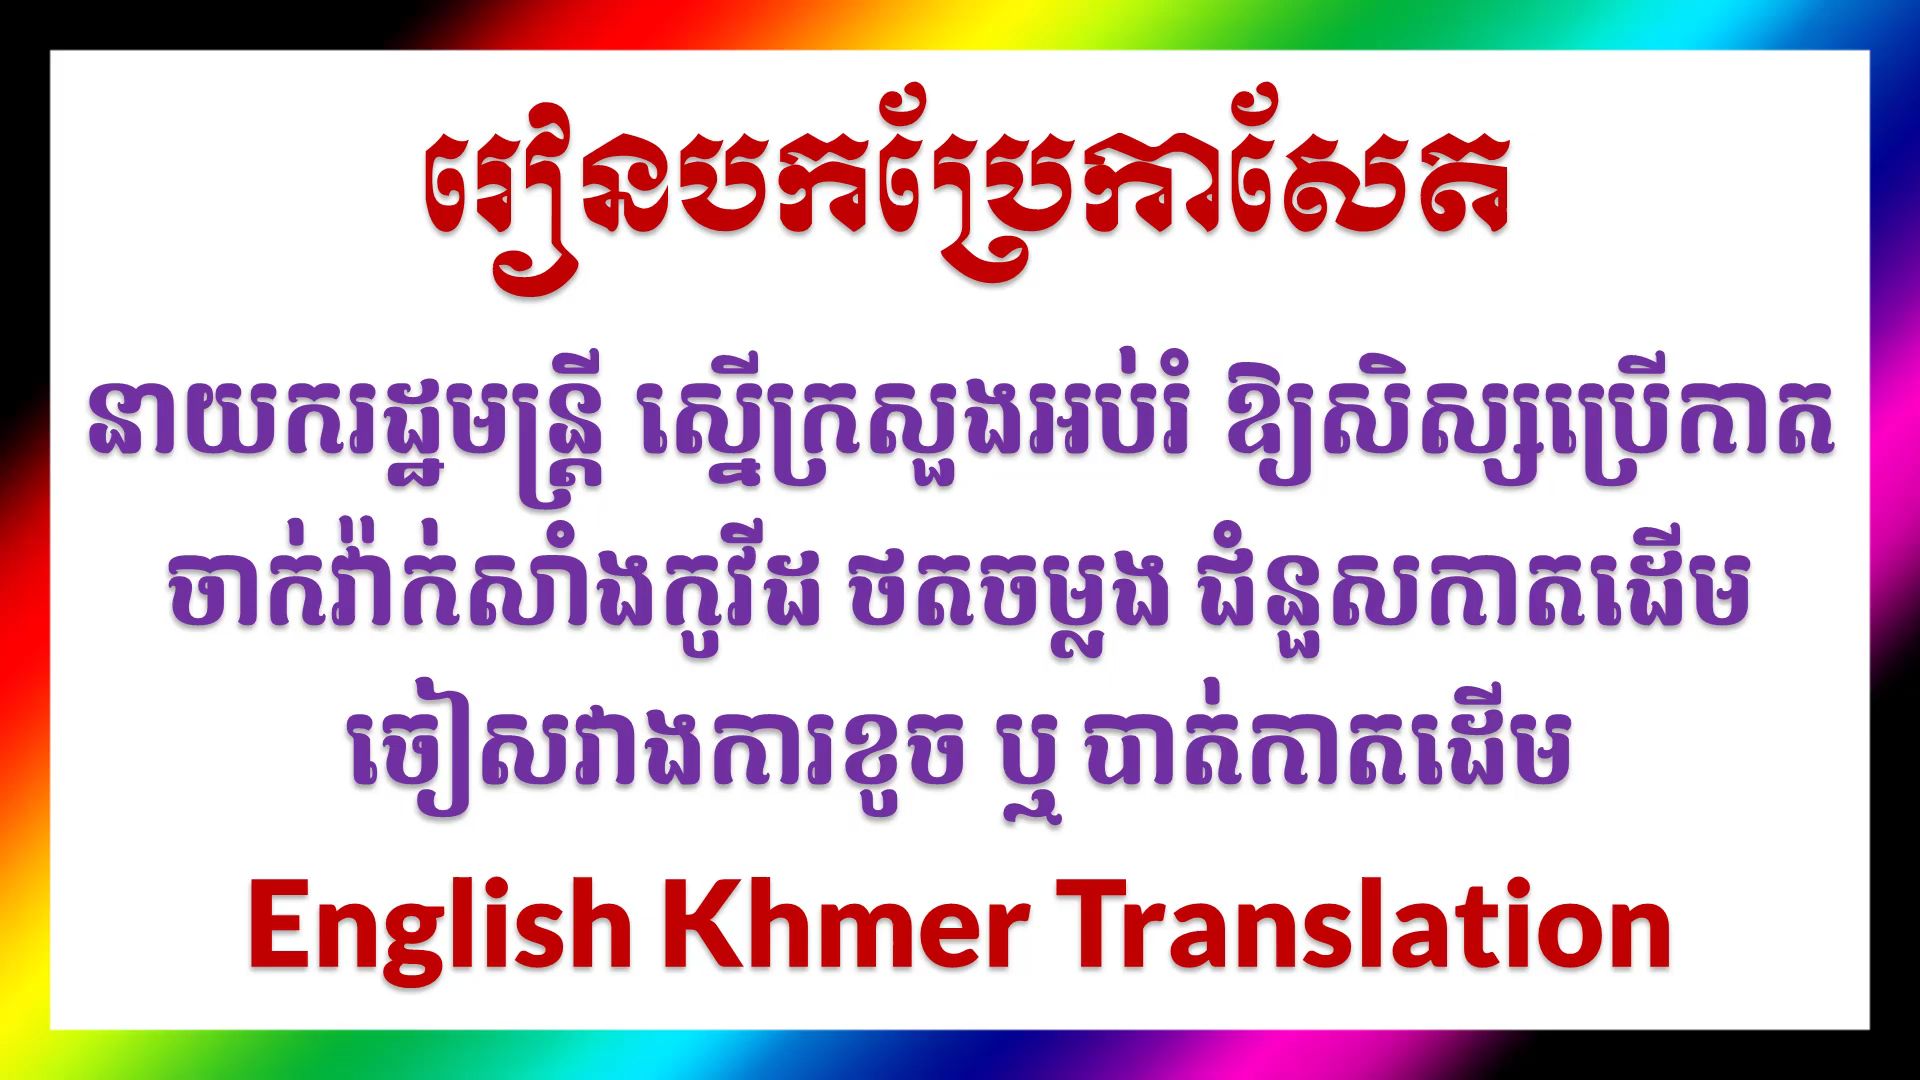 រៀនបកប្រែកាសែត
នាយករដ្ឋមន្ត្រី ស្នើក្រសួងអប់រំ ឱ្យសិស្សប្រើកាត
ចាក់វ៉ាក់សាំងកូវីដ ថតចម្លង ជំនួសកាតដើម
ចៀសវាងការខូច ឬ បាត់កាតដើម
English Khmer Translation